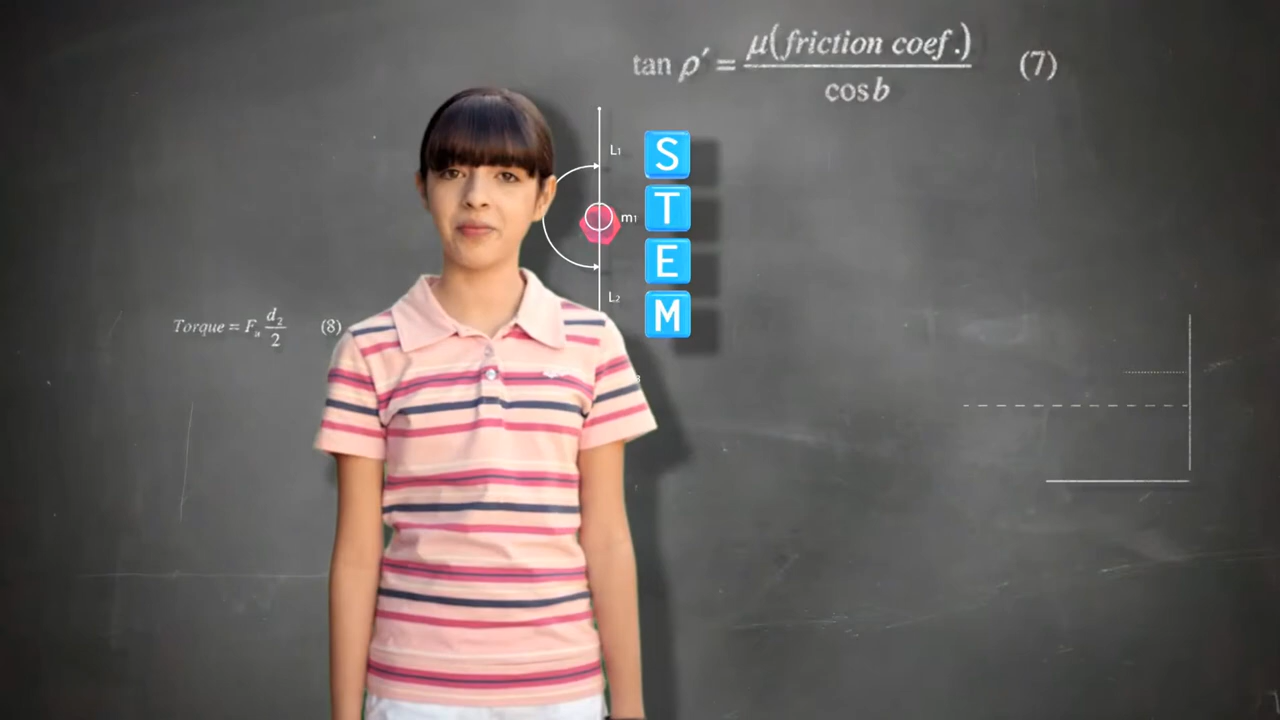 tan ρ′ = μ(friction coef.) / cos b (7)
L1
S
m1
T
E
L2
M
Torque = Fa d2 / 2 (8)